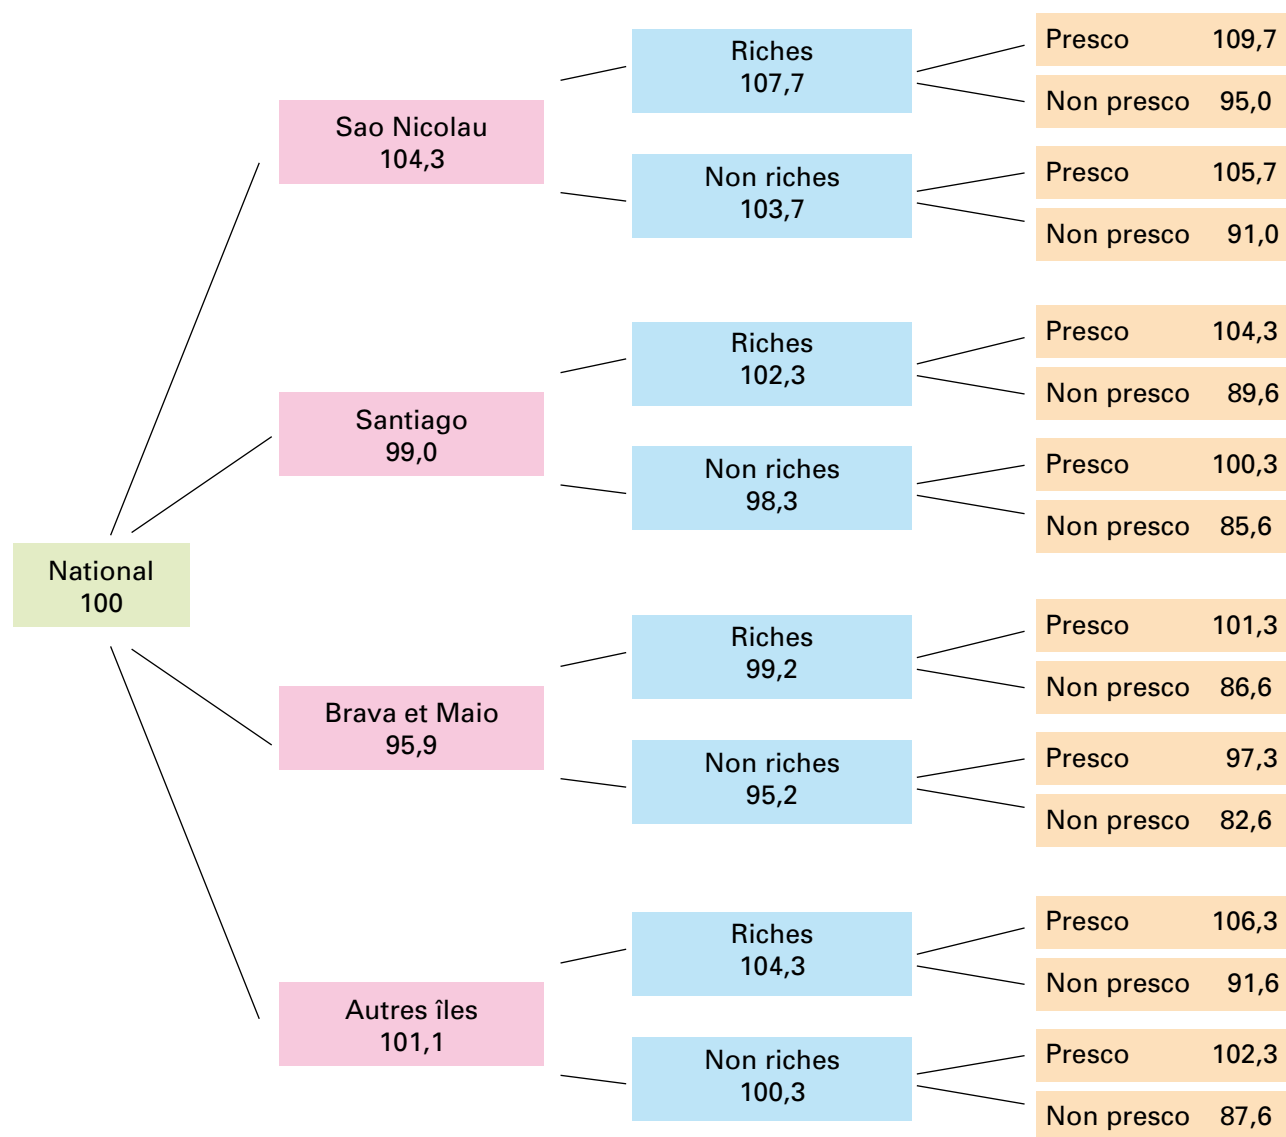 National
100
Sao Nicolau
104,3
Riches
107,7
Presco 109,7
Non presco 95,0
Non riches
103,7
Presco 105,7
Non presco 91,0
Santiago
99,0
Riches
102,3
Presco 104,3
Non presco 89,6
Non riches
98,3
Presco 100,3
Non presco 85,6
Brava et Maio
95,9
Riches
99,2
Presco 101,3
Non presco 86,6
Non riches
95,2
Presco 97,3
Non presco 82,6
Autres îles
101,1
Riches
104,3
Presco 106,3
Non presco 91,6
Non riches
100,3
Presco 102,3
Non presco 87,6